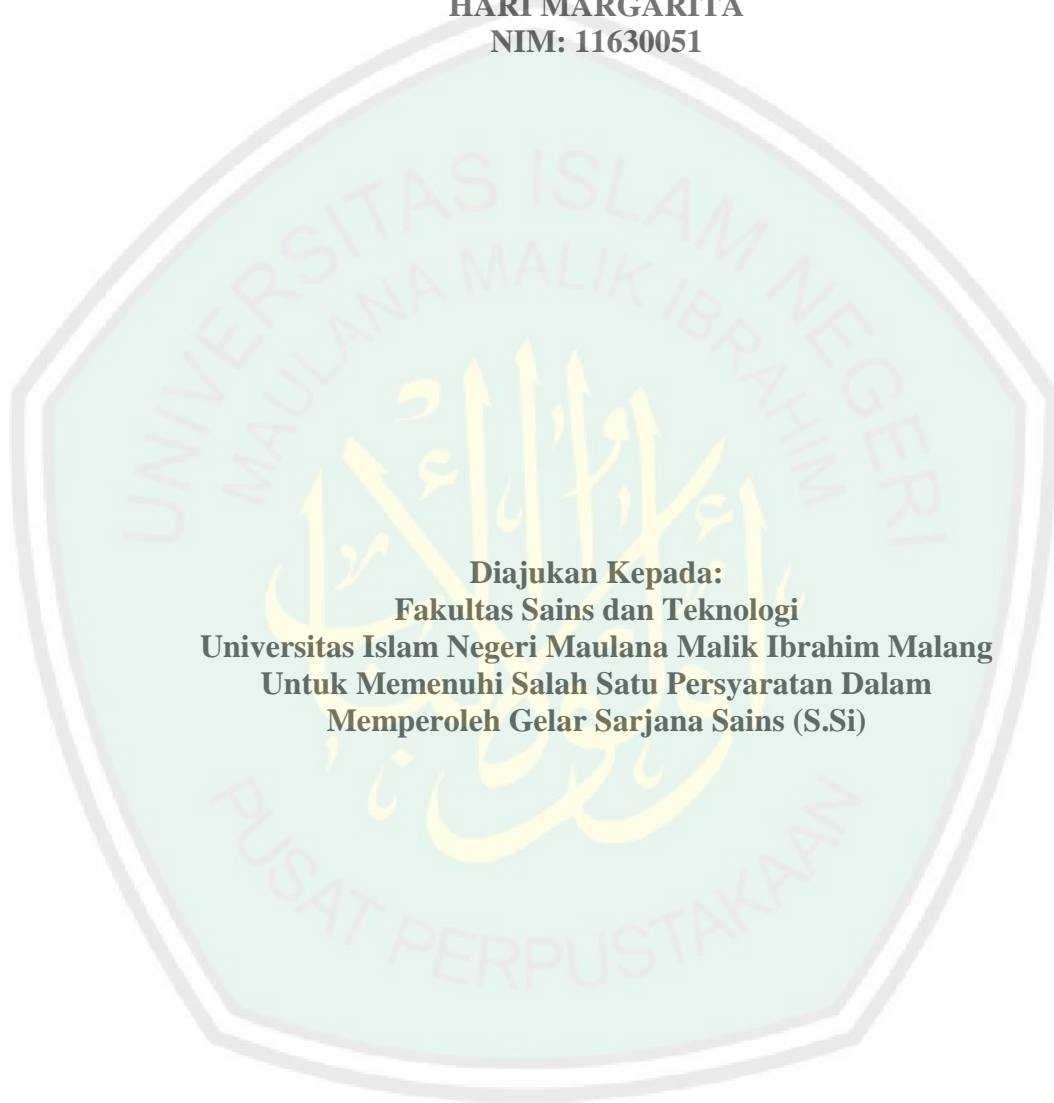 HARI MARGARITA
NIM: 11630051
UNIVERSITAS ISLAM NEGERI
MAULANA MALIK IBRAHIM
Diajukan Kepada:
Fakultas Sains dan Teknologi
Universitas Islam Negeri Maulana Malik Ibrahim Malang
Untuk Memenuhi Salah Satu Persyaratan Dalam
Memperoleh Gelar Sarjana Sains (S.Si)
PUSAT PERPUSTAKAAN